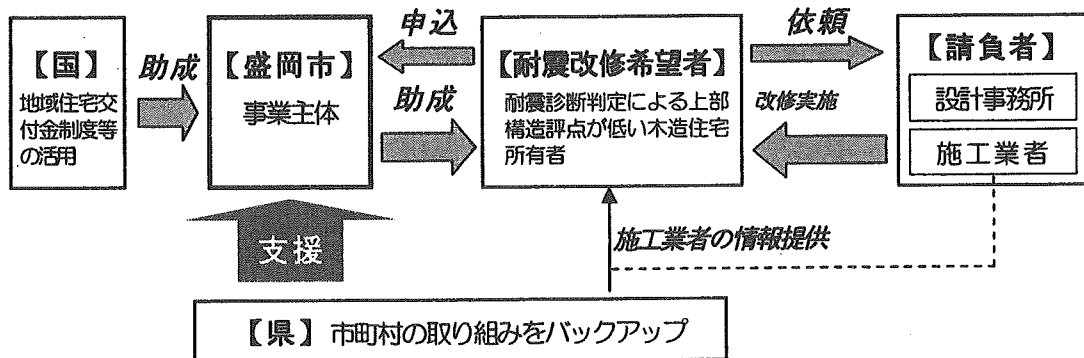 【国】
地域住宅交
付金制度等
の活用
助成
【盛岡市】
事業主体
申込
助成
【耐震改修希望者】
耐震診断判定による上部
構造評点が低い木造住宅
所有者
依頼
改修実施
【請負者】
設計事務所
施工業者
支援
施工業者の情報提供
【県】市町村の取り組みをバックアップ